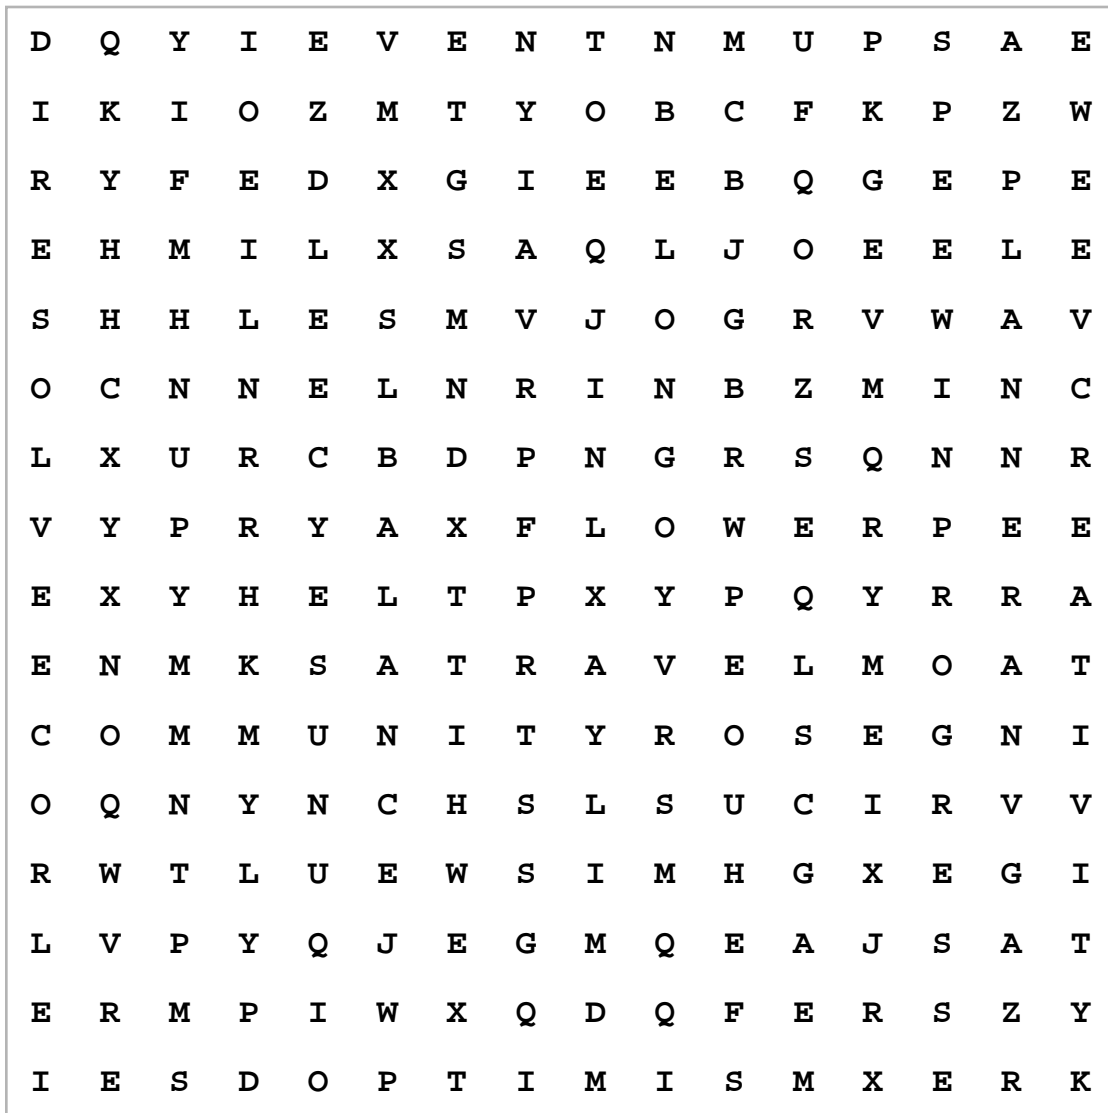 D Q Y I E V E N T N M U P S A E
I K I O Z M T Y O B C F K P Z W
R Y F E D X G I E E B Q G E P E
E H M I L X S A Q L J O E E L E
S H H L E S M V J O G R V W A V
O C N N E L N R I N B Z M I N C
L X U R C B D P N G R S Q N N R
V Y P R Y A X F L O W E R P E E
E X Y H E L T P X Y P Q Y R R A
E N M K S A T R A V E L M O A T
C O M M U N I T Y R O S E G N I
O Q N Y N C H S L S U C I R V V
R W T L U E W S I M H G X E G I
L V P Y Q J E G M Q E A J S A T
E R M P I W X Q D Q F E R S Z Y
I E S D O P T I M I S M X E R K